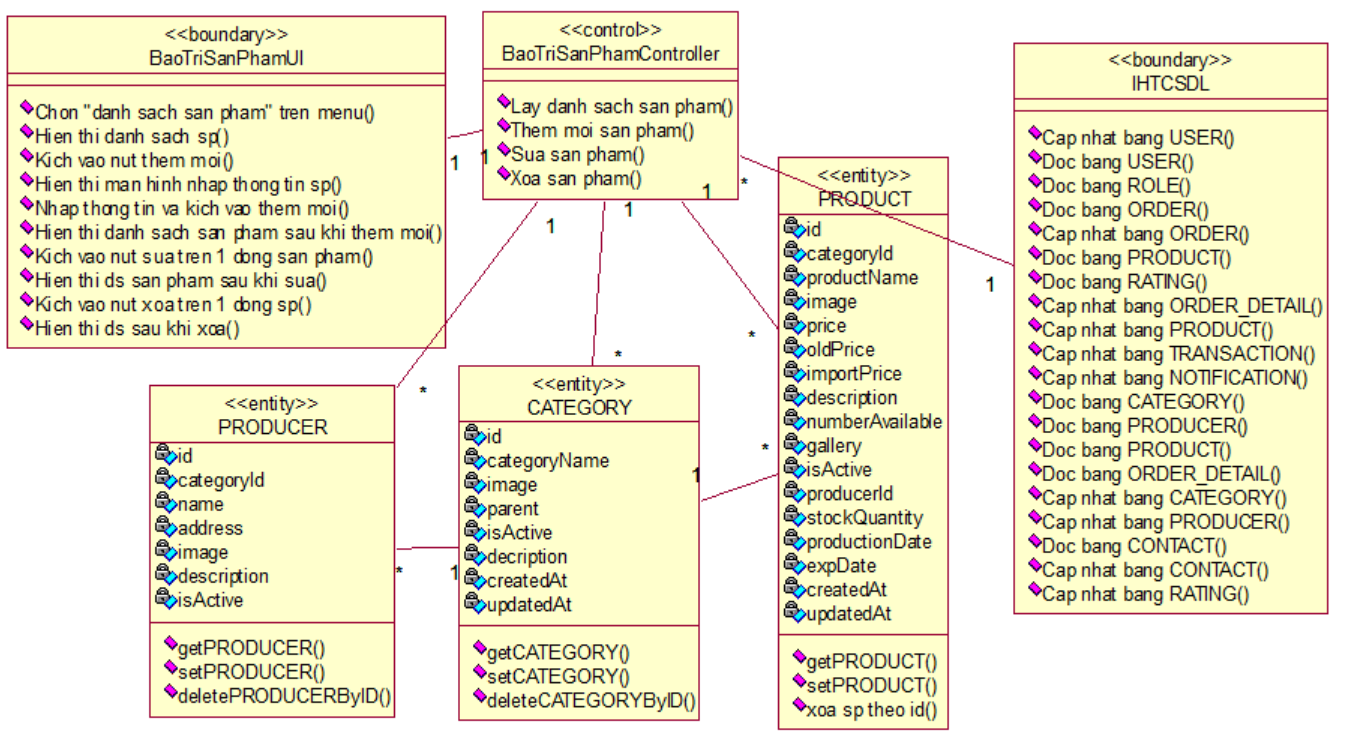 <<boundary>>
BaoTriSanPhamUI
Chon "danh sach san pham" tren menu()
Hien thi danh sach sp()
Kich vao nut them moi()
Hien thi man hinh nhap thong tin sp()
Nhap thong tin va kich vao them moi()
Hien thi danh sach san pham sau khi them moi()
Kich vao nut sua tren 1 dong san pham()
Hien thi ds san pham sau khi sua()
Kich vao nut xoa tren 1 dong sp()
Hien thi ds sau khi xoa()
<<control>>
BaoTriSanPhamController
Lay danh sach san pham()
Them moi san pham()
Sua san pham()
Xoa san pham()
<<boundary>>
IHTCSDL
Cap nhat bang USER()
Doc bang USER()
Doc bang ROLE()
Doc bang ORDER()
Cap nhat bang ORDER()
Doc bang PRODUCT()
Doc bang RATING()
Cap nhat bang ORDER_DETAIL()
Cap nhat bang PRODUCT()
Cap nhat bang TRANSACTION()
Cap nhat bang NOTIFICATION()
Doc bang CATEGORY()
Doc bang PRODUCER()
Doc bang PRODUCT()
Doc bang ORDER_DETAIL()
Cap nhat bang CATEGORY()
Cap nhat bang PRODUCER()
Doc bang CONTACT()
Cap nhat bang CONTACT()
Cap nhat bang RATING()
1
1
1
1
1
*
1
*
*
*
*
1
*
1
<<entity>>
PRODUCER
id
categoryId
name
address
image
description
isActive
getPRODUCER()
setPRODUCER()
deletePRODUCERByID()
<<entity>>
CATEGORY
id
categoryName
image
parent
isActive
decription
createdAt
updatedAt
getCATEGORY()
setCATEGORY()
deleteCATEGORYByID()
<<entity>>
PRODUCT
id
categoryId
productName
image
price
oldPrice
importPrice
description
numberAvailable
gallery
isActive
producerId
stockQuantity
productionDate
expDate
createdAt
updatedAt
getPRODUCT()
setPRODUCT()
xoa sp theo id()